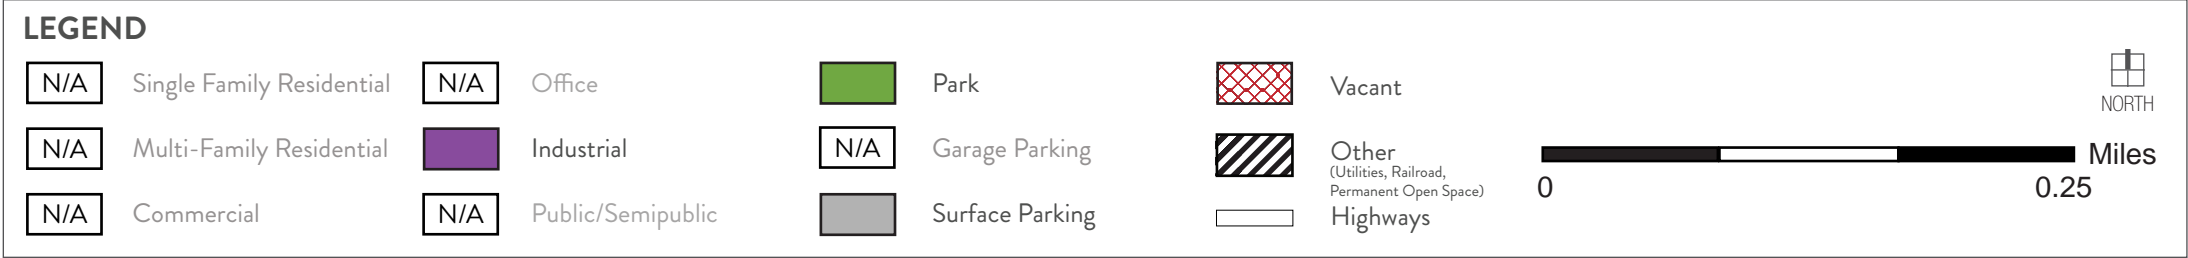 LEGEND
N/A Single Family Residential
N/A Multi-Family Residential
N/A Commercial
N/A Office
Industrial
N/A Public/Semipublic
Park
N/A Garage Parking
Surface Parking
Vacant
Other
(Utilities, Railroad,
Permanent Open Space)
Highways
NORTH
Miles
0 0.25